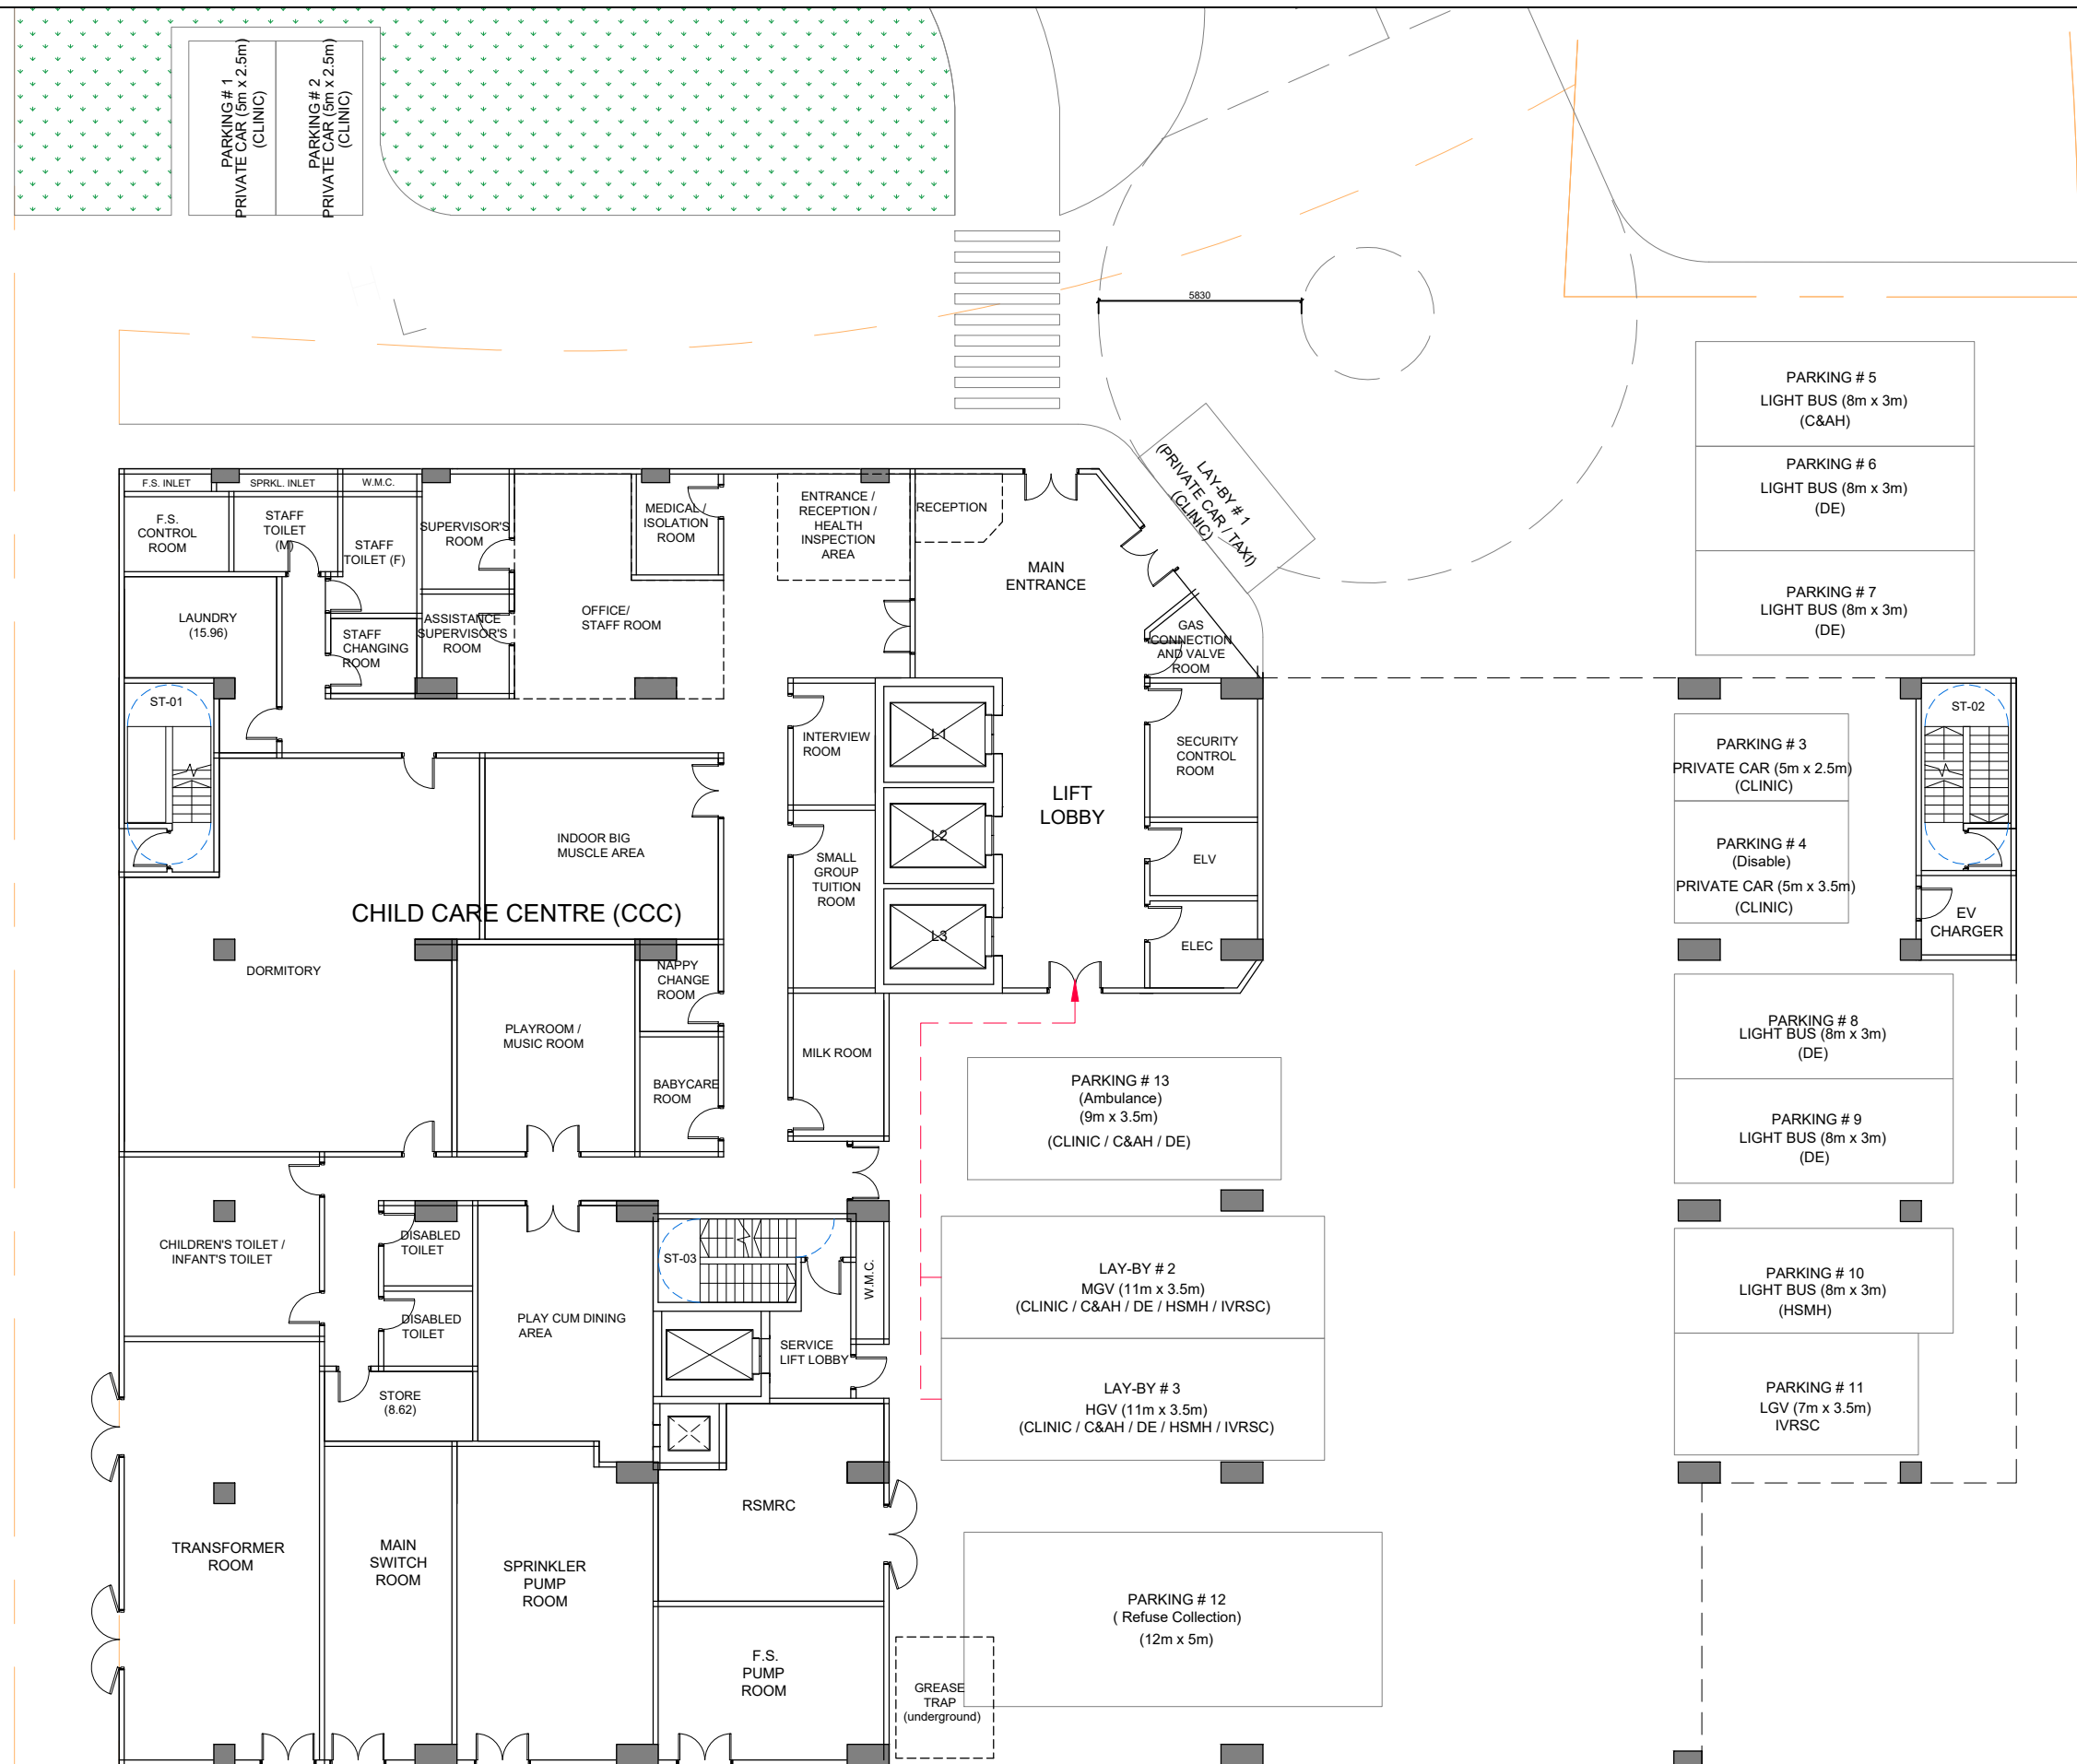 PARKING # 1
PRIVATE CAR (5m x 2.5m)
(CLINIC)
PARKING # 2
PRIVATE CAR (5m x 2.5m)
(CLINIC)
5830
PARKING # 5
LIGHT BUS (8m x 3m)
(C&AH)
PARKING # 6
LIGHT BUS (8m x 3m)
(DE)
PARKING # 7
LIGHT BUS (8m x 3m)
(DE)
LAY-BY # 1
(PRIVATE CAR / TAXI)
(CLINIC)
F.S. INLET
SPRKL. INLET
W.M.C.
F.S.
CONTROL
ROOM
STAFF
TOILET
(M)
STAFF
TOILET (F)
SUPERVISOR'S
ROOM
MEDICAL /
ISOLATION
ROOM
ENTRANCE /
RECEPTION /
HEALTH
INSPECTION
AREA
RECEPTION
MAIN
ENTRANCE
LAUNDRY
(15.96)
STAFF
CHANGING
ROOM
ASSISTANCE
SUPERVISOR'S
ROOM
OFFICE/
STAFF ROOM
GAS
CONNECTION
AND VALVE
ROOM
ST-01
ST-02
INTERVIEW
ROOM
L1
SECURITY
CONTROL
ROOM
PARKING # 3
PRIVATE CAR (5m x 2.5m)
(CLINIC)
LIFT
LOBBY
INDOOR BIG
MUSCLE AREA
L2
SMALL
GROUP
TUITION
ROOM
ELV
PARKING # 4
(Disable)
PRIVATE CAR (5m x 3.5m)
(CLINIC)
CHILD CARE CENTRE (CCC)
EV
CHARGER
L3
ELEC
DORMITORY
NAPPY
CHANGE
ROOM
PLAYROOM /
MUSIC ROOM
MILK ROOM
BABYCARE
ROOM
PARKING # 13
(Ambulance)
(9m x 3.5m)
(CLINIC / C&AH / DE)
PARKING # 8
LIGHT BUS (8m x 3m)
(DE)
PARKING # 9
LIGHT BUS (8m x 3m)
(DE)
CHILDREN'S TOILET /
INFANT'S TOILET
DISABLED
TOILET
ST-03
W.M.C.
LAY-BY # 2
MGV (11m x 3.5m)
(CLINIC / C&AH / DE / HSMH / IVRSC)
PARKING # 10
LIGHT BUS (8m x 3m)
(HSMH)
DISABLED
TOILET
PLAY CUM DINING
AREA
SERVICE
LIFT LOBBY
STORE
(8.62)
LAY-BY # 3
HGV (11m x 3.5m)
(CLINIC / C&AH / DE / HSMH / IVRSC)
PARKING # 11
LGV (7m x 3.5m)
IVRSC
RSMRC
TRANSFORMER
ROOM
MAIN
SWITCH
ROOM
SPRINKLER
PUMP
ROOM
PARKING # 12
( Refuse Collection)
(12m x 5m)
F.S.
PUMP
ROOM
GREASE
TRAP
(underground)